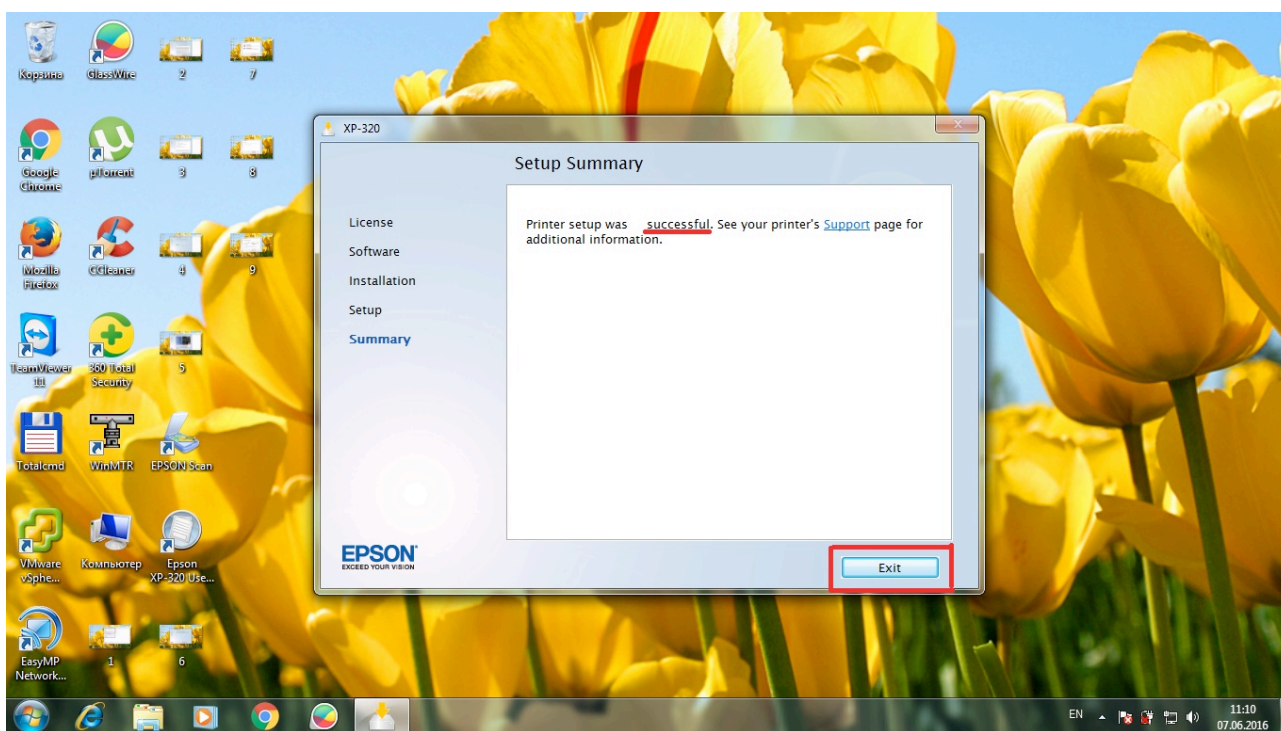 Корзина
GlassWire
2
7
Google
Chrome
µTorrent
3
8
Mozilla
Firefox
CCleaner
4
9
TeamViewer
11
360 Total
Security
5
Totalcmd
WinMTR
EPSON Scan
VMware
vSphe...
Компьютер
Epson
XP-320 Use...
EasyMP
Network...
1
6
XP-320
Setup Summary
License
Software
Installation
Setup
Summary
Printer setup was successful. See your printer's Support page for
additional information.
EPSON
EXCEED YOUR VISION
Exit
EN
11:10
07.06.2016